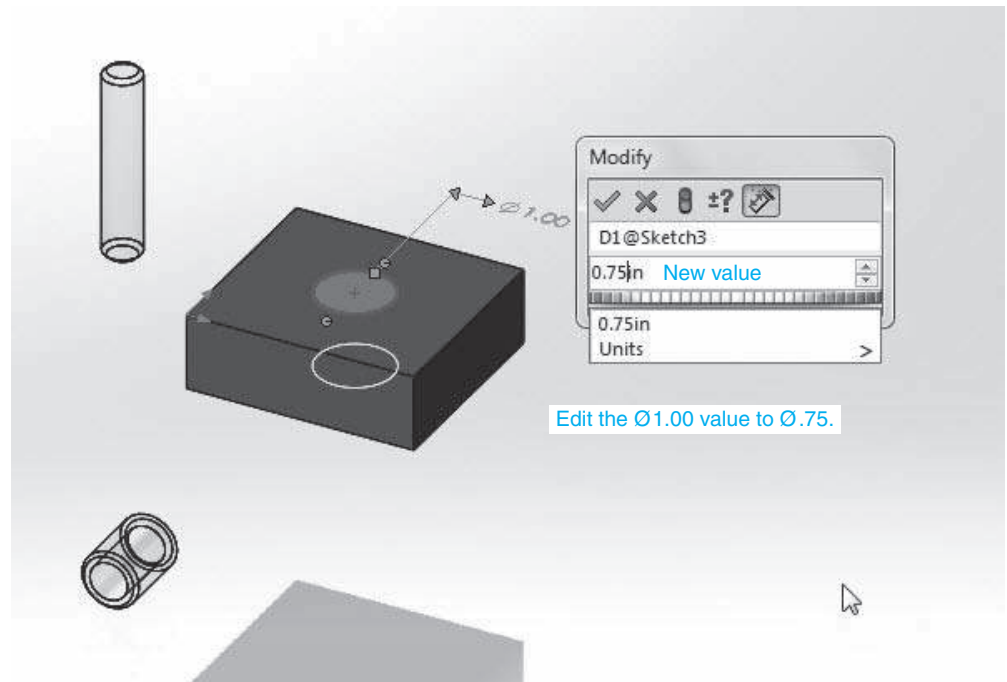 Modify
±?
D1@Sketch3
0.75in New value
0.75in
Units >
Ø1.00
Edit the Ø1.00 value to Ø.75.